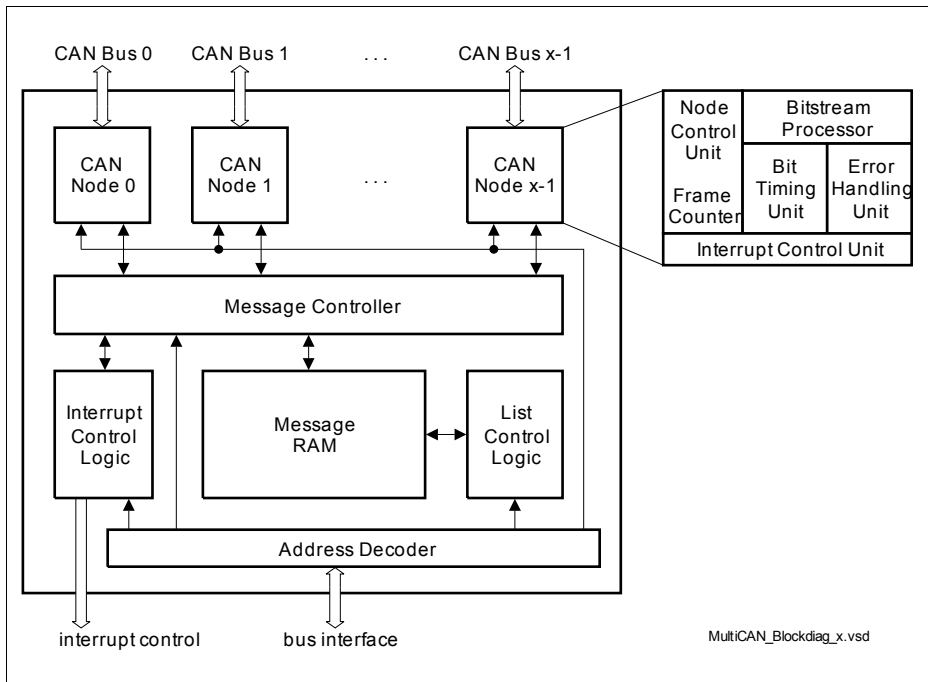 CAN Bus 0
CAN Bus 1
. . .
CAN Bus x-1
CAN
Node 0
CAN
Node 1
. . .
CAN
Node x-1
Node
Control
Unit
Frame
Counter
Bitstream
Processor
Bit
Timing
Unit
Error
Handling
Unit
Interrupt Control Unit
Message Controller
Interrupt
Control
Logic
Message
RAM
List
Control
Logic
Address Decoder
interrupt control
bus interface
MultiCAN_Blockdiag_x.vsd